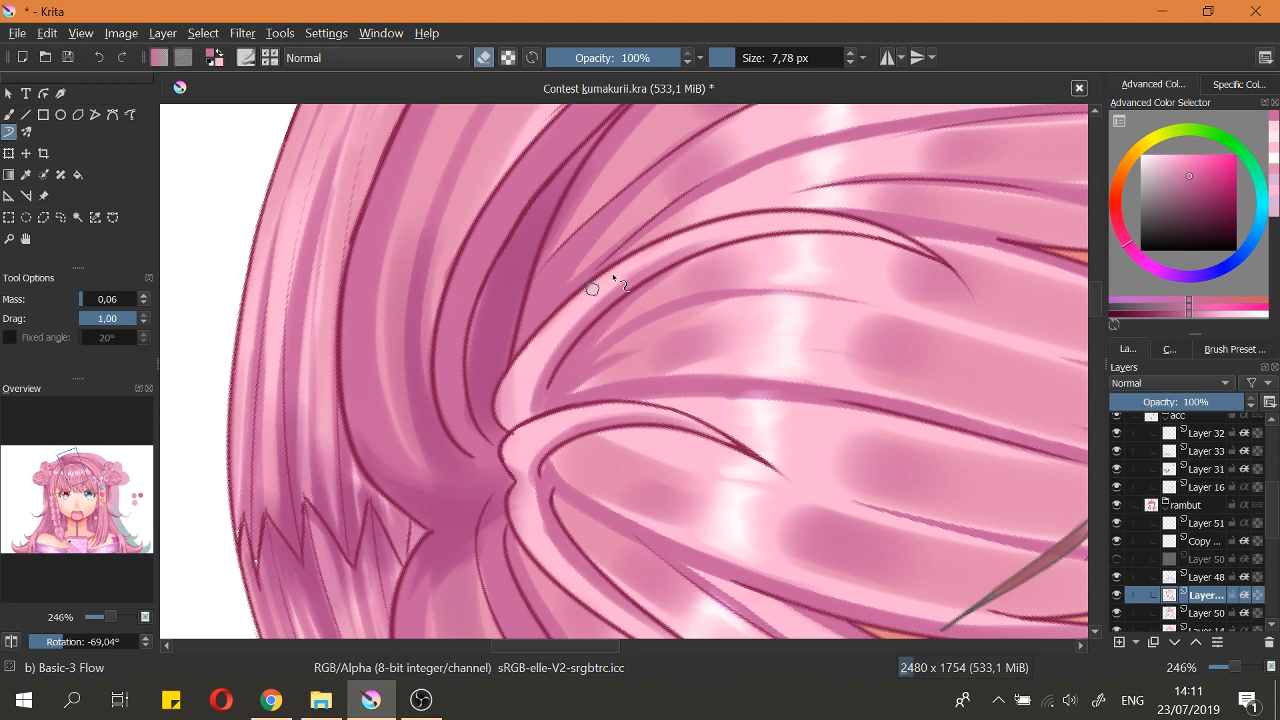 * - Krita
File Edit View Image Layer Select Filter Tools Settings Window Help
Normal Opacity: 100% Size: 7,78 px
Contest kumakurii.kra (533,1 MiB) *
Advanced Col... Specific Col...
Advanced Color Selector
Tool Options
Mass: 0,06
Drag: 1,00
Fixed angle: 20°
La... C... Brush Preset ...
Layers
Normal
Opacity: 100%
Overview
acc
Layer 32
Layer 33
Layer 31
Layer 16
rambut
Layer 51
Copy ...
Layer 50
Layer 48
Layer...
Layer 50
246%
Rotation: -69,04°
b) Basic-3 Flow RGB/Alpha (8-bit integer/channel) sRGB-elle-V2-srgbtrc.icc 2480 x 1754 (533,1 MiB) 246%
ENG 14:11
23/07/2019 1